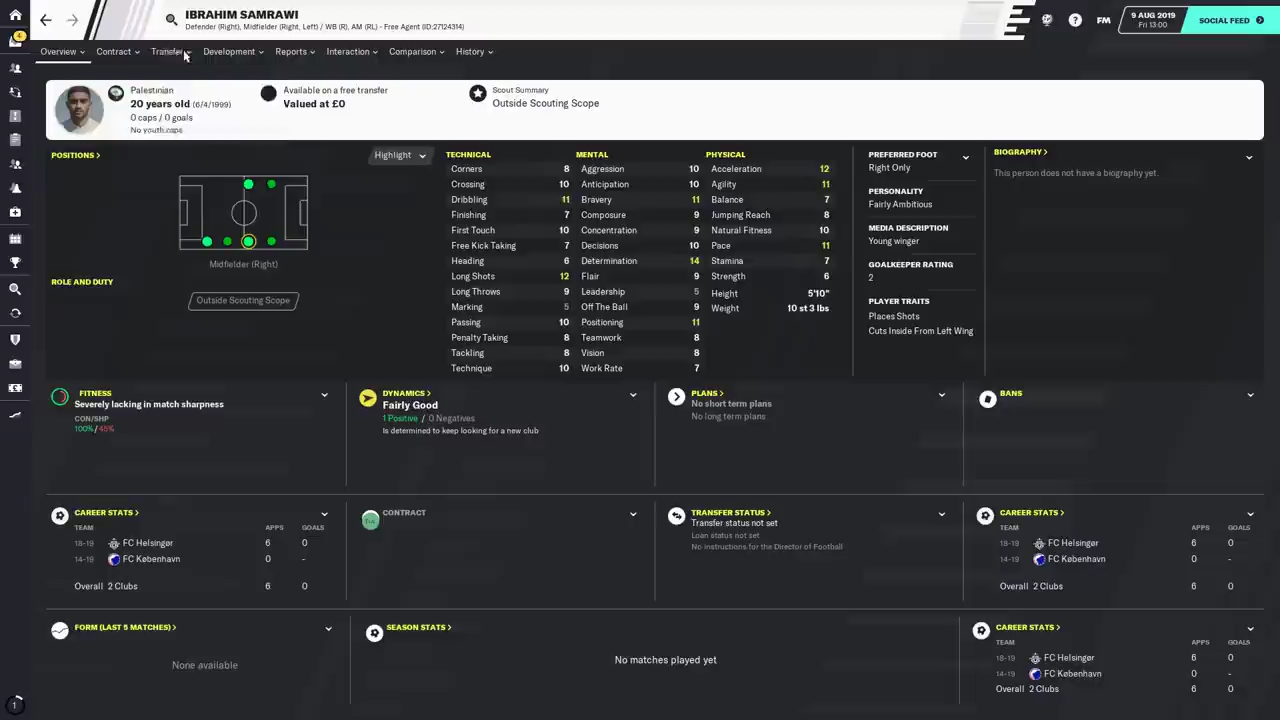 IBRAHIM SAMRAWI
Defender (Right), Midfielder (Right, Left) / WB (R), AM (RL) - Free Agent (ID:27124314)
4
FM
9 AUG 2019
Fri 13:00
SOCIAL FEED
Overview
Contract
Transfer
Development
Reports
Interaction
Comparison
History
Palestinian
20 years old (6/4/1999)
0 caps / 0 goals
No youth caps
Available on a free transfer
Valued at £0
Scout Summary
Outside Scouting Scope
POSITIONS >
Highlight
Midfielder (Right)
ROLE AND DUTY
Outside Scouting Scope
TECHNICAL
Corners 8
Crossing 10
Dribbling 11
Finishing 7
First Touch 10
Free Kick Taking 7
Heading 6
Long Shots 12
Long Throws 9
Marking 5
Passing 10
Penalty Taking 8
Tackling 8
Technique 10
MENTAL
Aggression 10
Anticipation 10
Bravery 11
Composure 9
Concentration 9
Decisions 10
Determination 14
Flair 9
Leadership 5
Off The Ball 9
Positioning 11
Teamwork 8
Vision 8
Work Rate 7
PHYSICAL
Acceleration 12
Agility 11
Balance 7
Jumping Reach 8
Natural Fitness 10
Pace 11
Stamina 7
Strength 6
Height 5'10"
Weight 10 st 3 lbs
PREFERRED FOOT
Right Only
PERSONALITY
Fairly Ambitious
MEDIA DESCRIPTION
Young winger
GOALKEEPER RATING
2
PLAYER TRAITS
Places Shots
Cuts Inside From Left Wing
BIOGRAPHY >
This person does not have a biography yet.
FITNESS
Severely lacking in match sharpness
CON/SHP
100% / 45%
DYNAMICS >
Fairly Good
1 Positive / 0 Negatives
Is determined to keep looking for a new club
PLANS >
No short term plans
No long term plans
BANS
CAREER STATS >
TEAM APPS GOALS
18-19 FC Helsingør 6 0
14-19 FC København 0 -
Overall 2 Clubs 6 0
CONTRACT
TRANSFER STATUS >
Transfer status not set
Loan status not set
No instructions for the Director of Football
CAREER STATS >
TEAM APPS GOALS
18-19 FC Helsingør 6 0
14-19 FC København 0 -
Overall 2 Clubs 6 0
FORM (LAST 5 MATCHES) >
None available
SEASON STATS >
No matches played yet
CAREER STATS >
TEAM APPS GOALS
18-19 FC Helsingør 6 0
14-19 FC København 0 -
Overall 2 Clubs 6 0
1